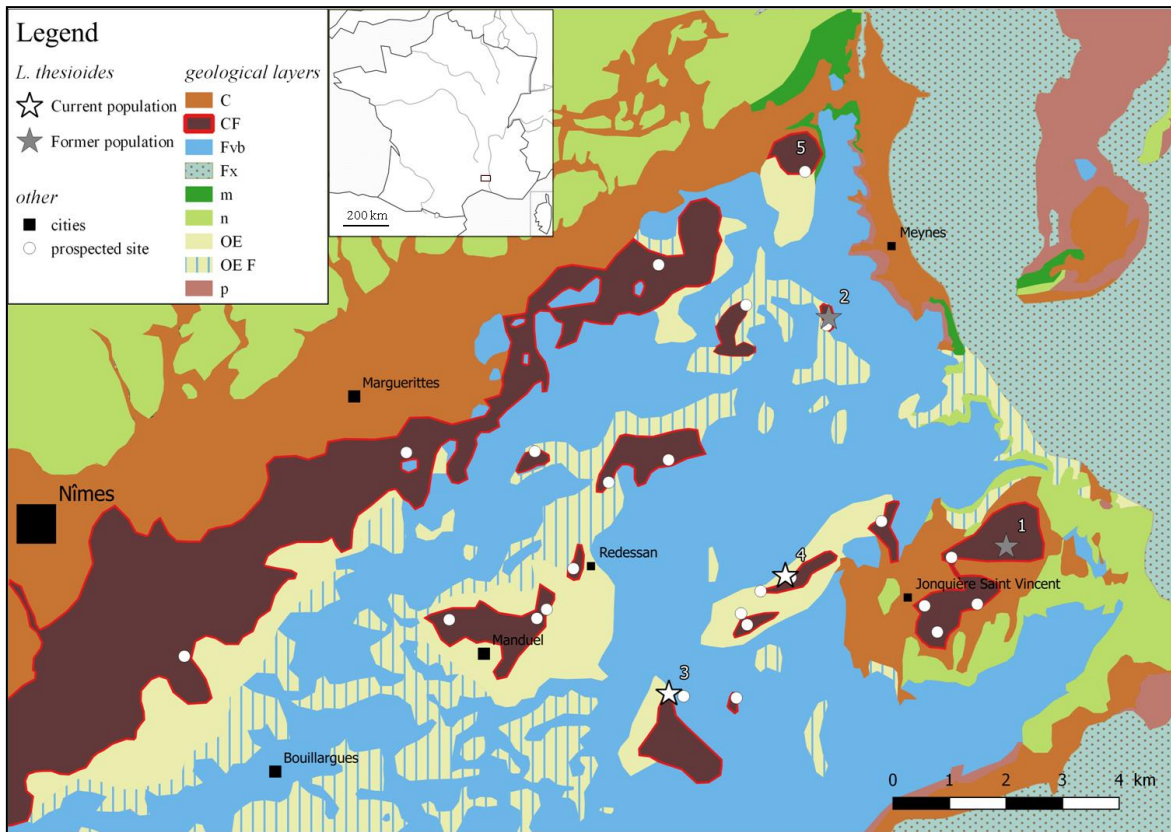 Legend
L. thesioides
Current population
Former population
other
cities
prospected site
geological layers
C
CF
Fvb
Fx
m
n
OE
OE F
p
200 km
5
Meynes
2
Marguerittes
Nîmes
1
4
Redessan
Jonquière Saint Vincent
Manduel
3
Bouillargues
0 1 2 3 4 km